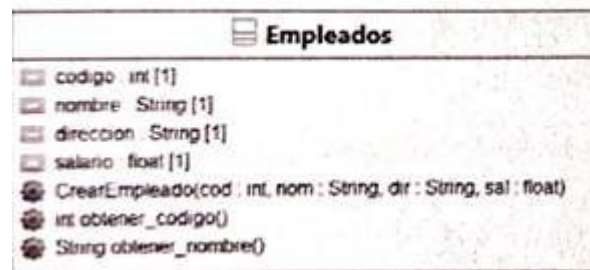 Empleados
codigo : int [1]
nombre : String [1]
direccion : String [1]
salario : float [1]
CrearEmpleado(cod : int, nom : String, dir : String, sal : float)
int obtener_codigo()
String obtener_nombre()